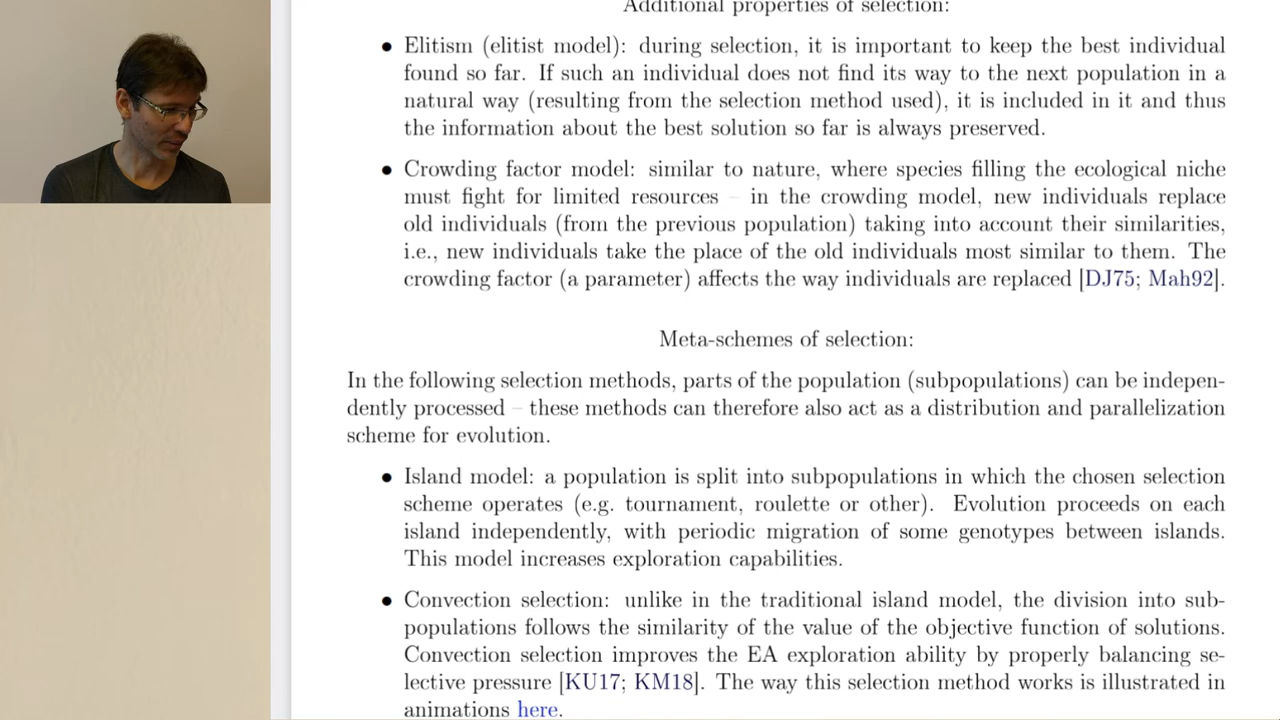 Additional properties of selection:
• Elitism (elitist model): during selection, it is important to keep the best individual
found so far. If such an individual does not find its way to the next population in a
natural way (resulting from the selection method used), it is included in it and thus
the information about the best solution so far is always preserved.
• Crowding factor model: similar to nature, where species filling the ecological niche
must fight for limited resources – in the crowding model, new individuals replace
old individuals (from the previous population) taking into account their similarities,
i.e., new individuals take the place of the old individuals most similar to them. The
crowding factor (a parameter) affects the way individuals are replaced [DJ75; Mah92].
Meta-schemes of selection:
In the following selection methods, parts of the population (subpopulations) can be indepen-
dently processed – these methods can therefore also act as a distribution and parallelization
scheme for evolution.
• Island model: a population is split into subpopulations in which the chosen selection
scheme operates (e.g. tournament, roulette or other). Evolution proceeds on each
island independently, with periodic migration of some genotypes between islands.
This model increases exploration capabilities.
• Convection selection: unlike in the traditional island model, the division into sub-
populations follows the similarity of the value of the objective function of solutions.
Convection selection improves the EA exploration ability by properly balancing se-
lective pressure [KU17; KM18]. The way this selection method works is illustrated in
animations here.